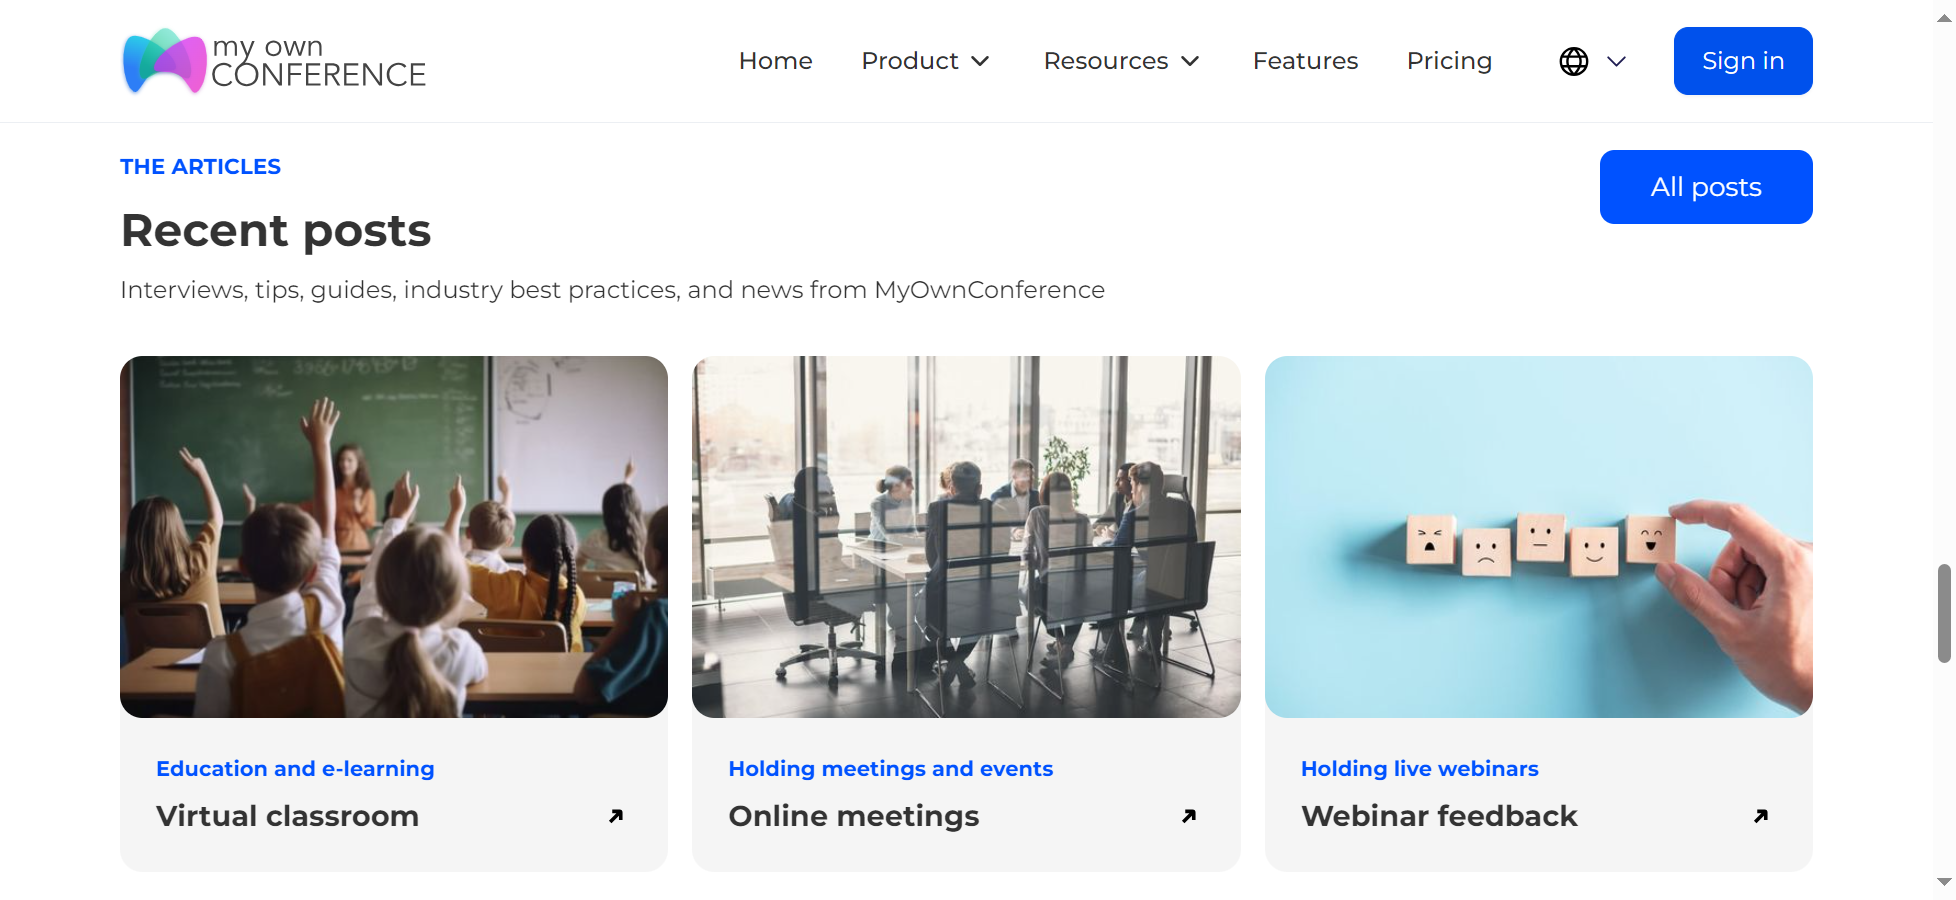 my own
CONFERENCE
Home
Product
Resources
Features
Pricing
Sign in
THE ARTICLES
All posts
Recent posts
Interviews, tips, guides, industry best practices, and news from MyOwnConference
Education and e-learning
Virtual classroom
Holding meetings and events
Online meetings
Holding live webinars
Webinar feedback